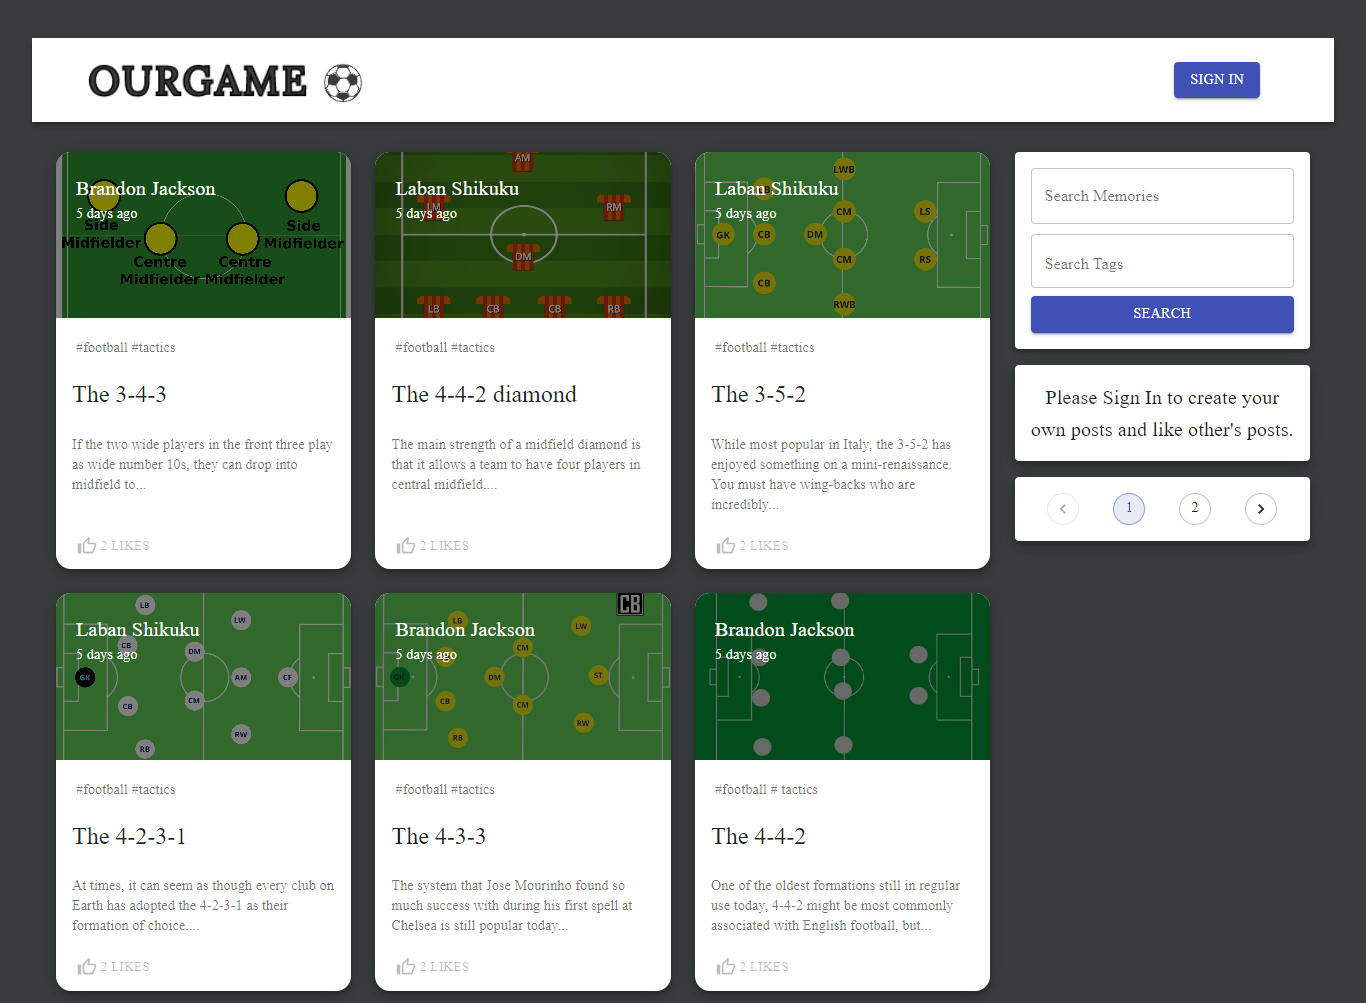 OURGAME
SIGN IN
Brandon Jackson
5 days ago
Side
Midfielder
Side
Midfielder
Centre
Midfielder
Centre
Midfielder
#football #tactics
The 3-4-3
If the two wide players in the front three play
as wide number 10s, they can drop into
midfield to...
2 LIKES
Laban Shikuku
5 days ago
AM
LM
RM
DM
LB
CB
CB
RB
#football #tactics
The 4-4-2 diamond
The main strength of a midfield diamond is
that it allows a team to have four players in
central midfield....
2 LIKES
Laban Shikuku
5 days ago
LWB
CB
CM
LS
GK
CB
DM
CM
RS
CB
RWB
#football #tactics
The 3-5-2
While most popular in Italy, the 3-5-2 has
enjoyed something on a mini-renaissance.
You must have wing-backs who are
incredibly...
2 LIKES
Search Memories
Search Tags
SEARCH
Please Sign In to create your
own posts and like other's posts.
1
2
Laban Shikuku
5 days ago
LB
LW
CB
DM
GK
AM
CF
CB
CM
RW
RB
#football #tactics
The 4-2-3-1
At times, it can seem as though every club on
Earth has adopted the 4-2-3-1 as their
formation of choice....
2 LIKES
Brandon Jackson
5 days ago
CB
LB
LW
CM
GK
DM
ST
CB
CM
RW
RB
#football #tactics
The 4-3-3
The system that Jose Mourinho found so
much success with during his first spell at
Chelsea is still popular today...
2 LIKES
Brandon Jackson
5 days ago
#football # tactics
The 4-4-2
One of the oldest formations still in regular
use today, 4-4-2 might be most commonly
associated with English football, but...
2 LIKES